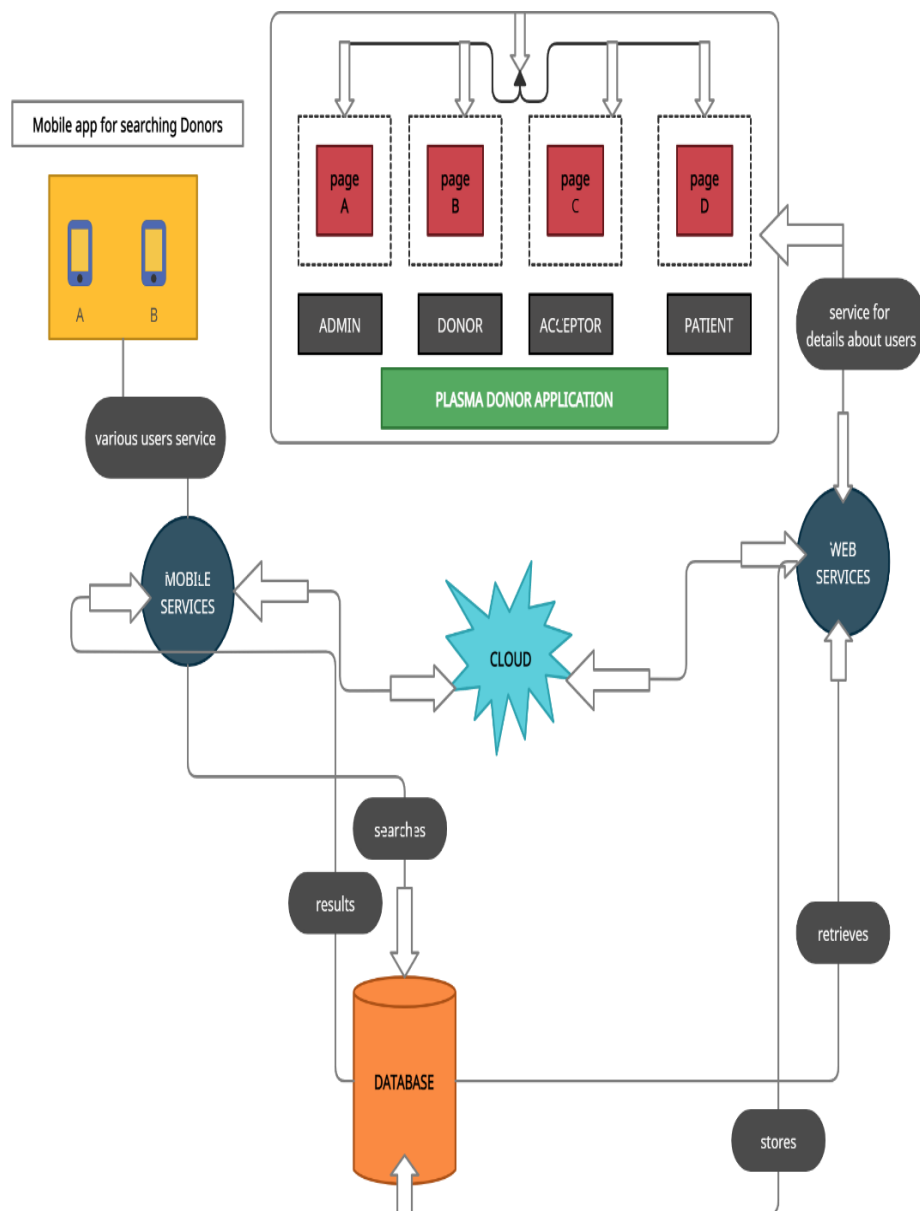 Mobile app for searching Donors
A
B
page
A
page
B
page
C
page
D
ADMIN
DONOR
ACCEPTOR
PATIENT
PLASMA DONOR APPLICATION
service for
details about users
various users service
MOBILE
SERVICES
WEB
SERVICES
CLOUD
searches
results
retrieves
DATABASE
stores